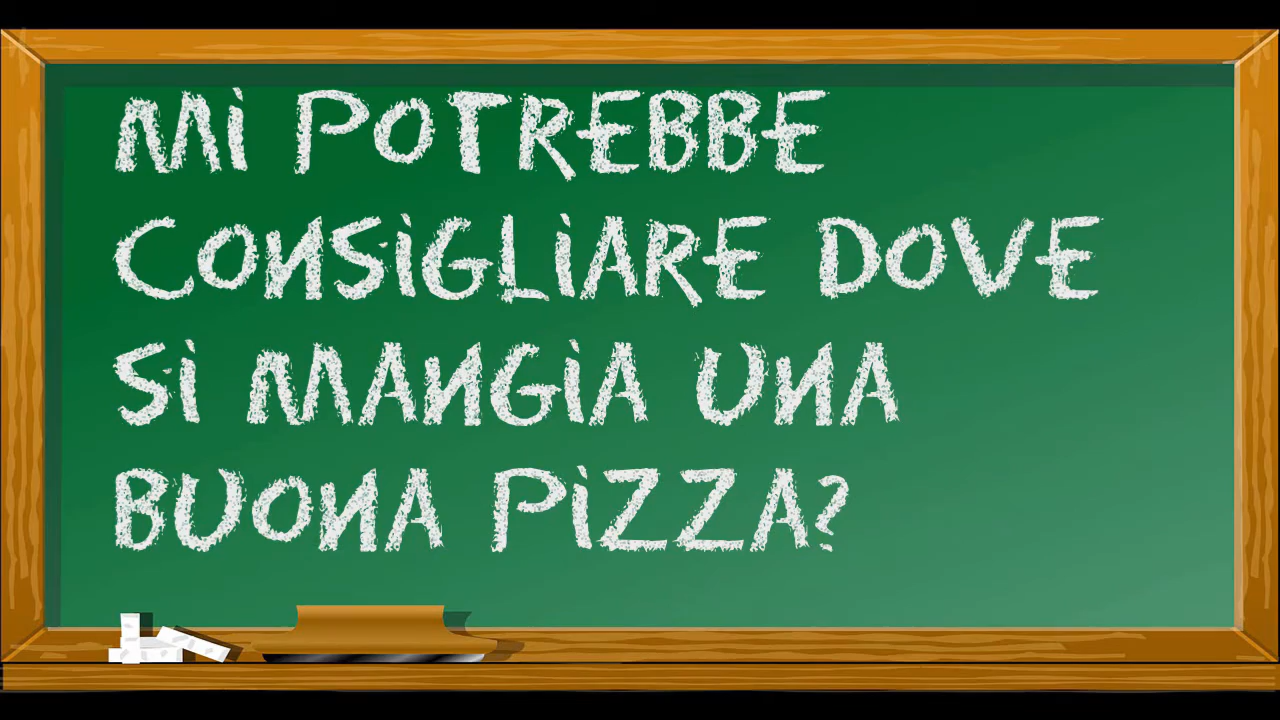 Mi POTREBBE
CONSiGLiARE DOVE
Si MANGiA UNA
BUONA PiZZA?